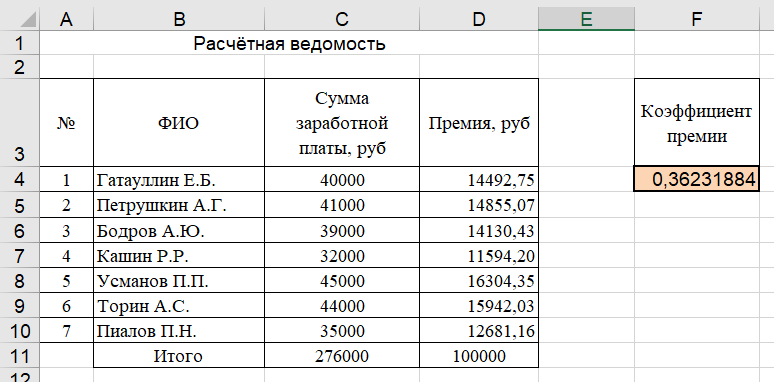 A B C D E F
1 Расчётная ведомость
2
3 № ФИО Сумма заработной платы, руб Премия, руб Коэффициент премии
4 1 Гатауллин Е.Б. 40000 14492,75 0,36231884
5 2 Петрушкин А.Г. 41000 14855,07
6 3 Бодров А.Ю. 39000 14130,43
7 4 Кашин Р.Р. 32000 11594,20
8 5 Усманов П.П. 45000 16304,35
9 6 Торин А.С. 44000 15942,03
10 7 Пиалов П.Н. 35000 12681,16
11 Итого 276000 100000
12